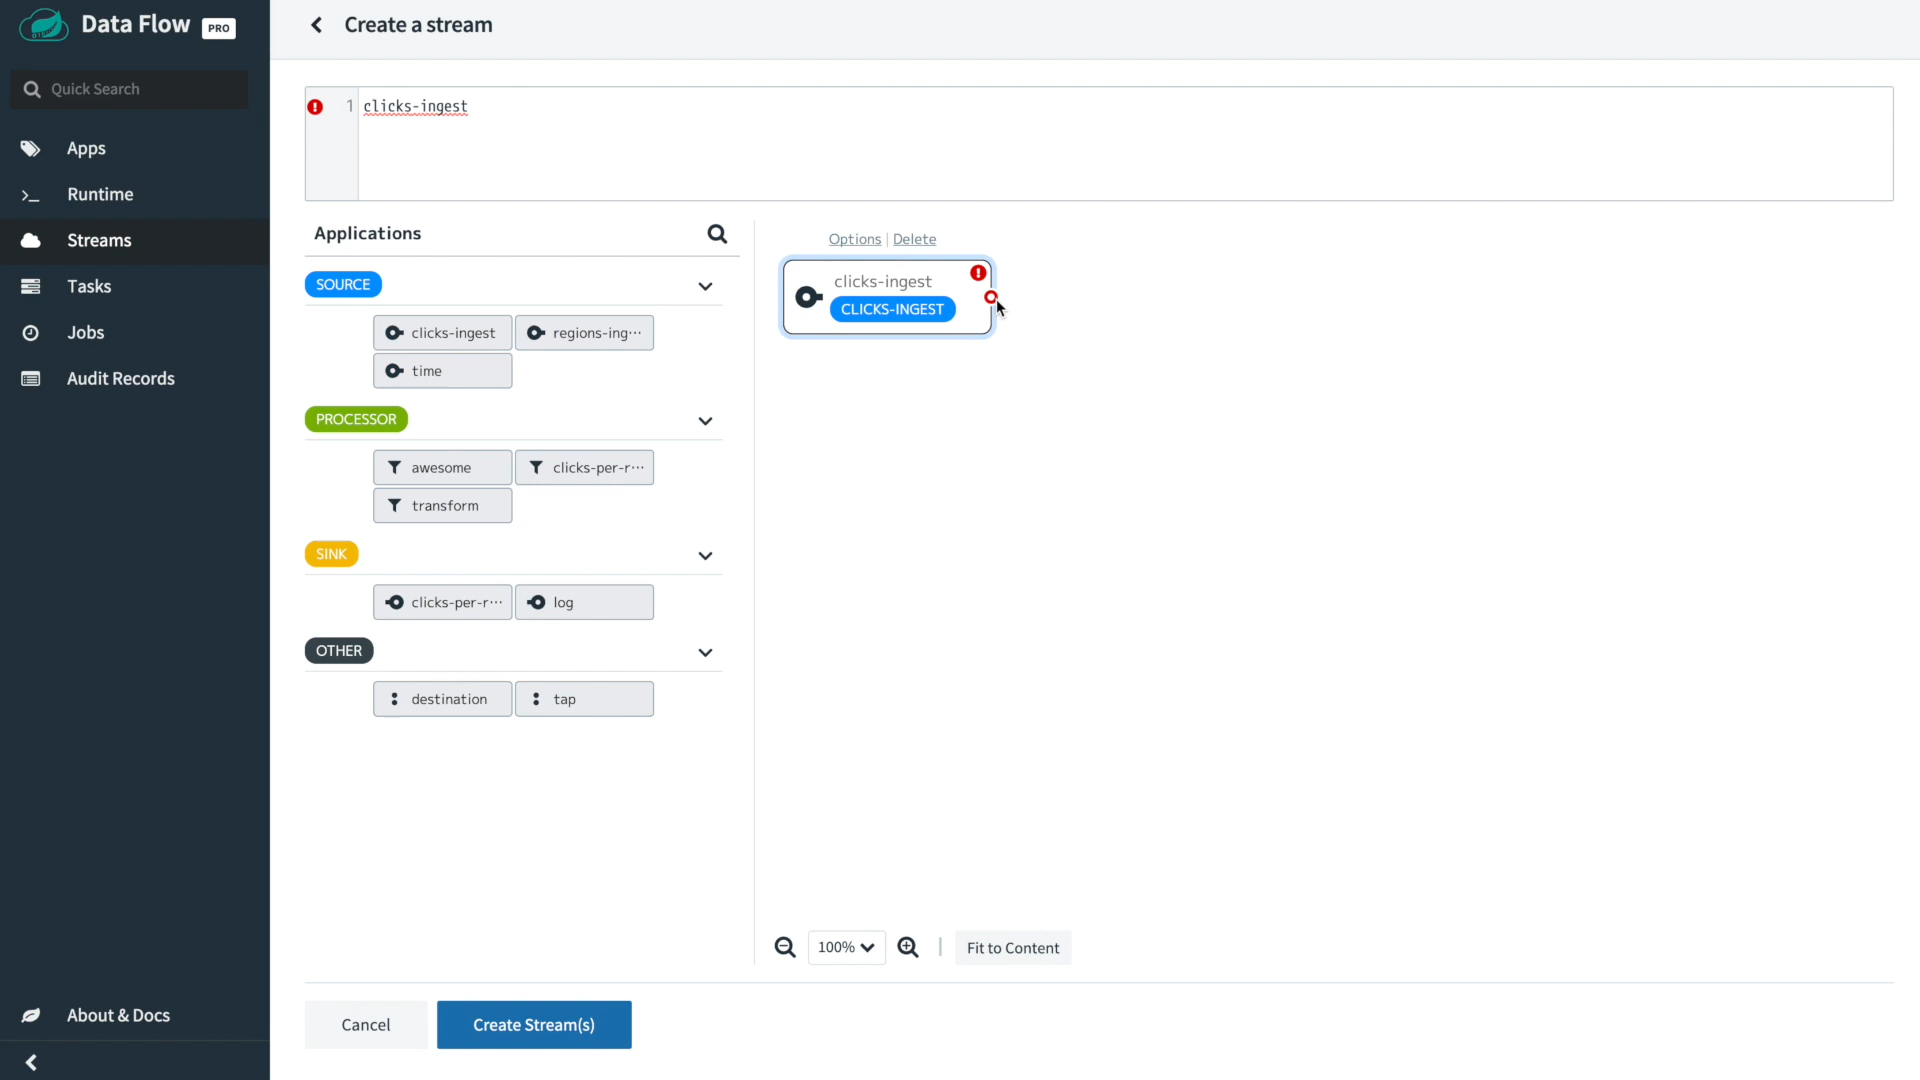 Data Flow PRO
Quick Search
Apps
Runtime
Streams
Tasks
Jobs
Audit Records
About & Docs
Create a stream
1 clicks-ingest
Applications
SOURCE
clicks-ingest
regions-ing···
time
PROCESSOR
awesome
clicks-per-r···
transform
SINK
clicks-per-r···
log
OTHER
destination
tap
Options | Delete
clicks-ingest
CLICKS-INGEST
100%
Fit to Content
Cancel
Create Stream(s)